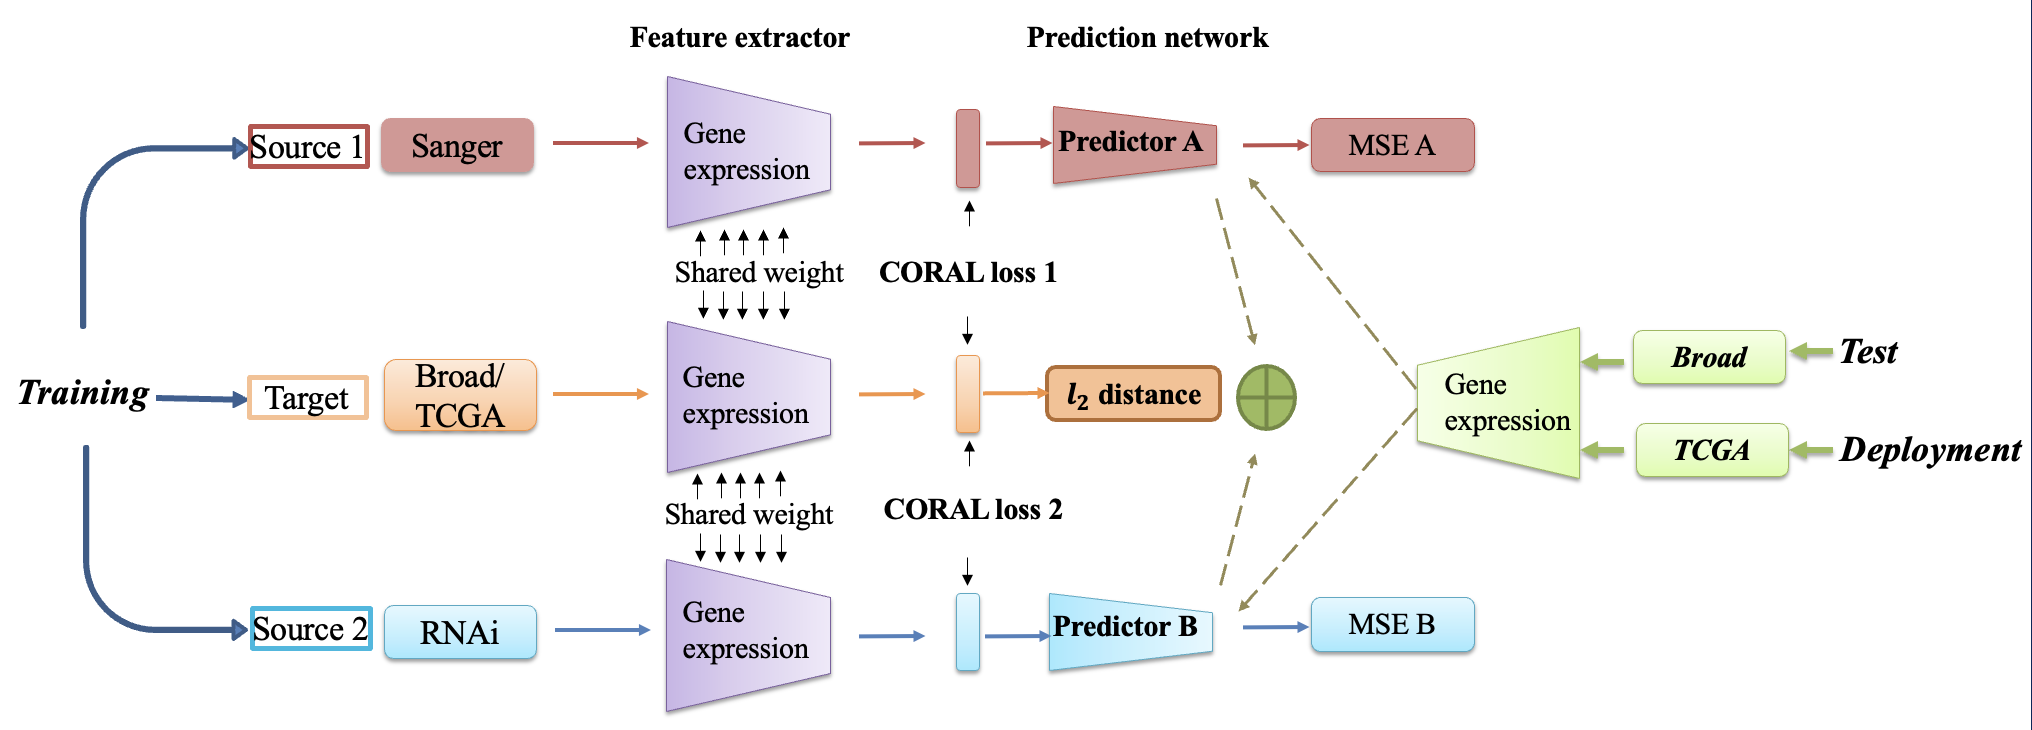 Feature extractor
Prediction network
Source 1
Sanger
Gene
expression
Predictor A
MSE A
Shared weight
CORAL loss 1
Training
Target
Broad/
TCGA
Gene
expression
l₂ distance
Gene
expression
Broad
Test
TCGA
Deployment
Shared weight
CORAL loss 2
Source 2
RNAi
Gene
expression
Predictor B
MSE B